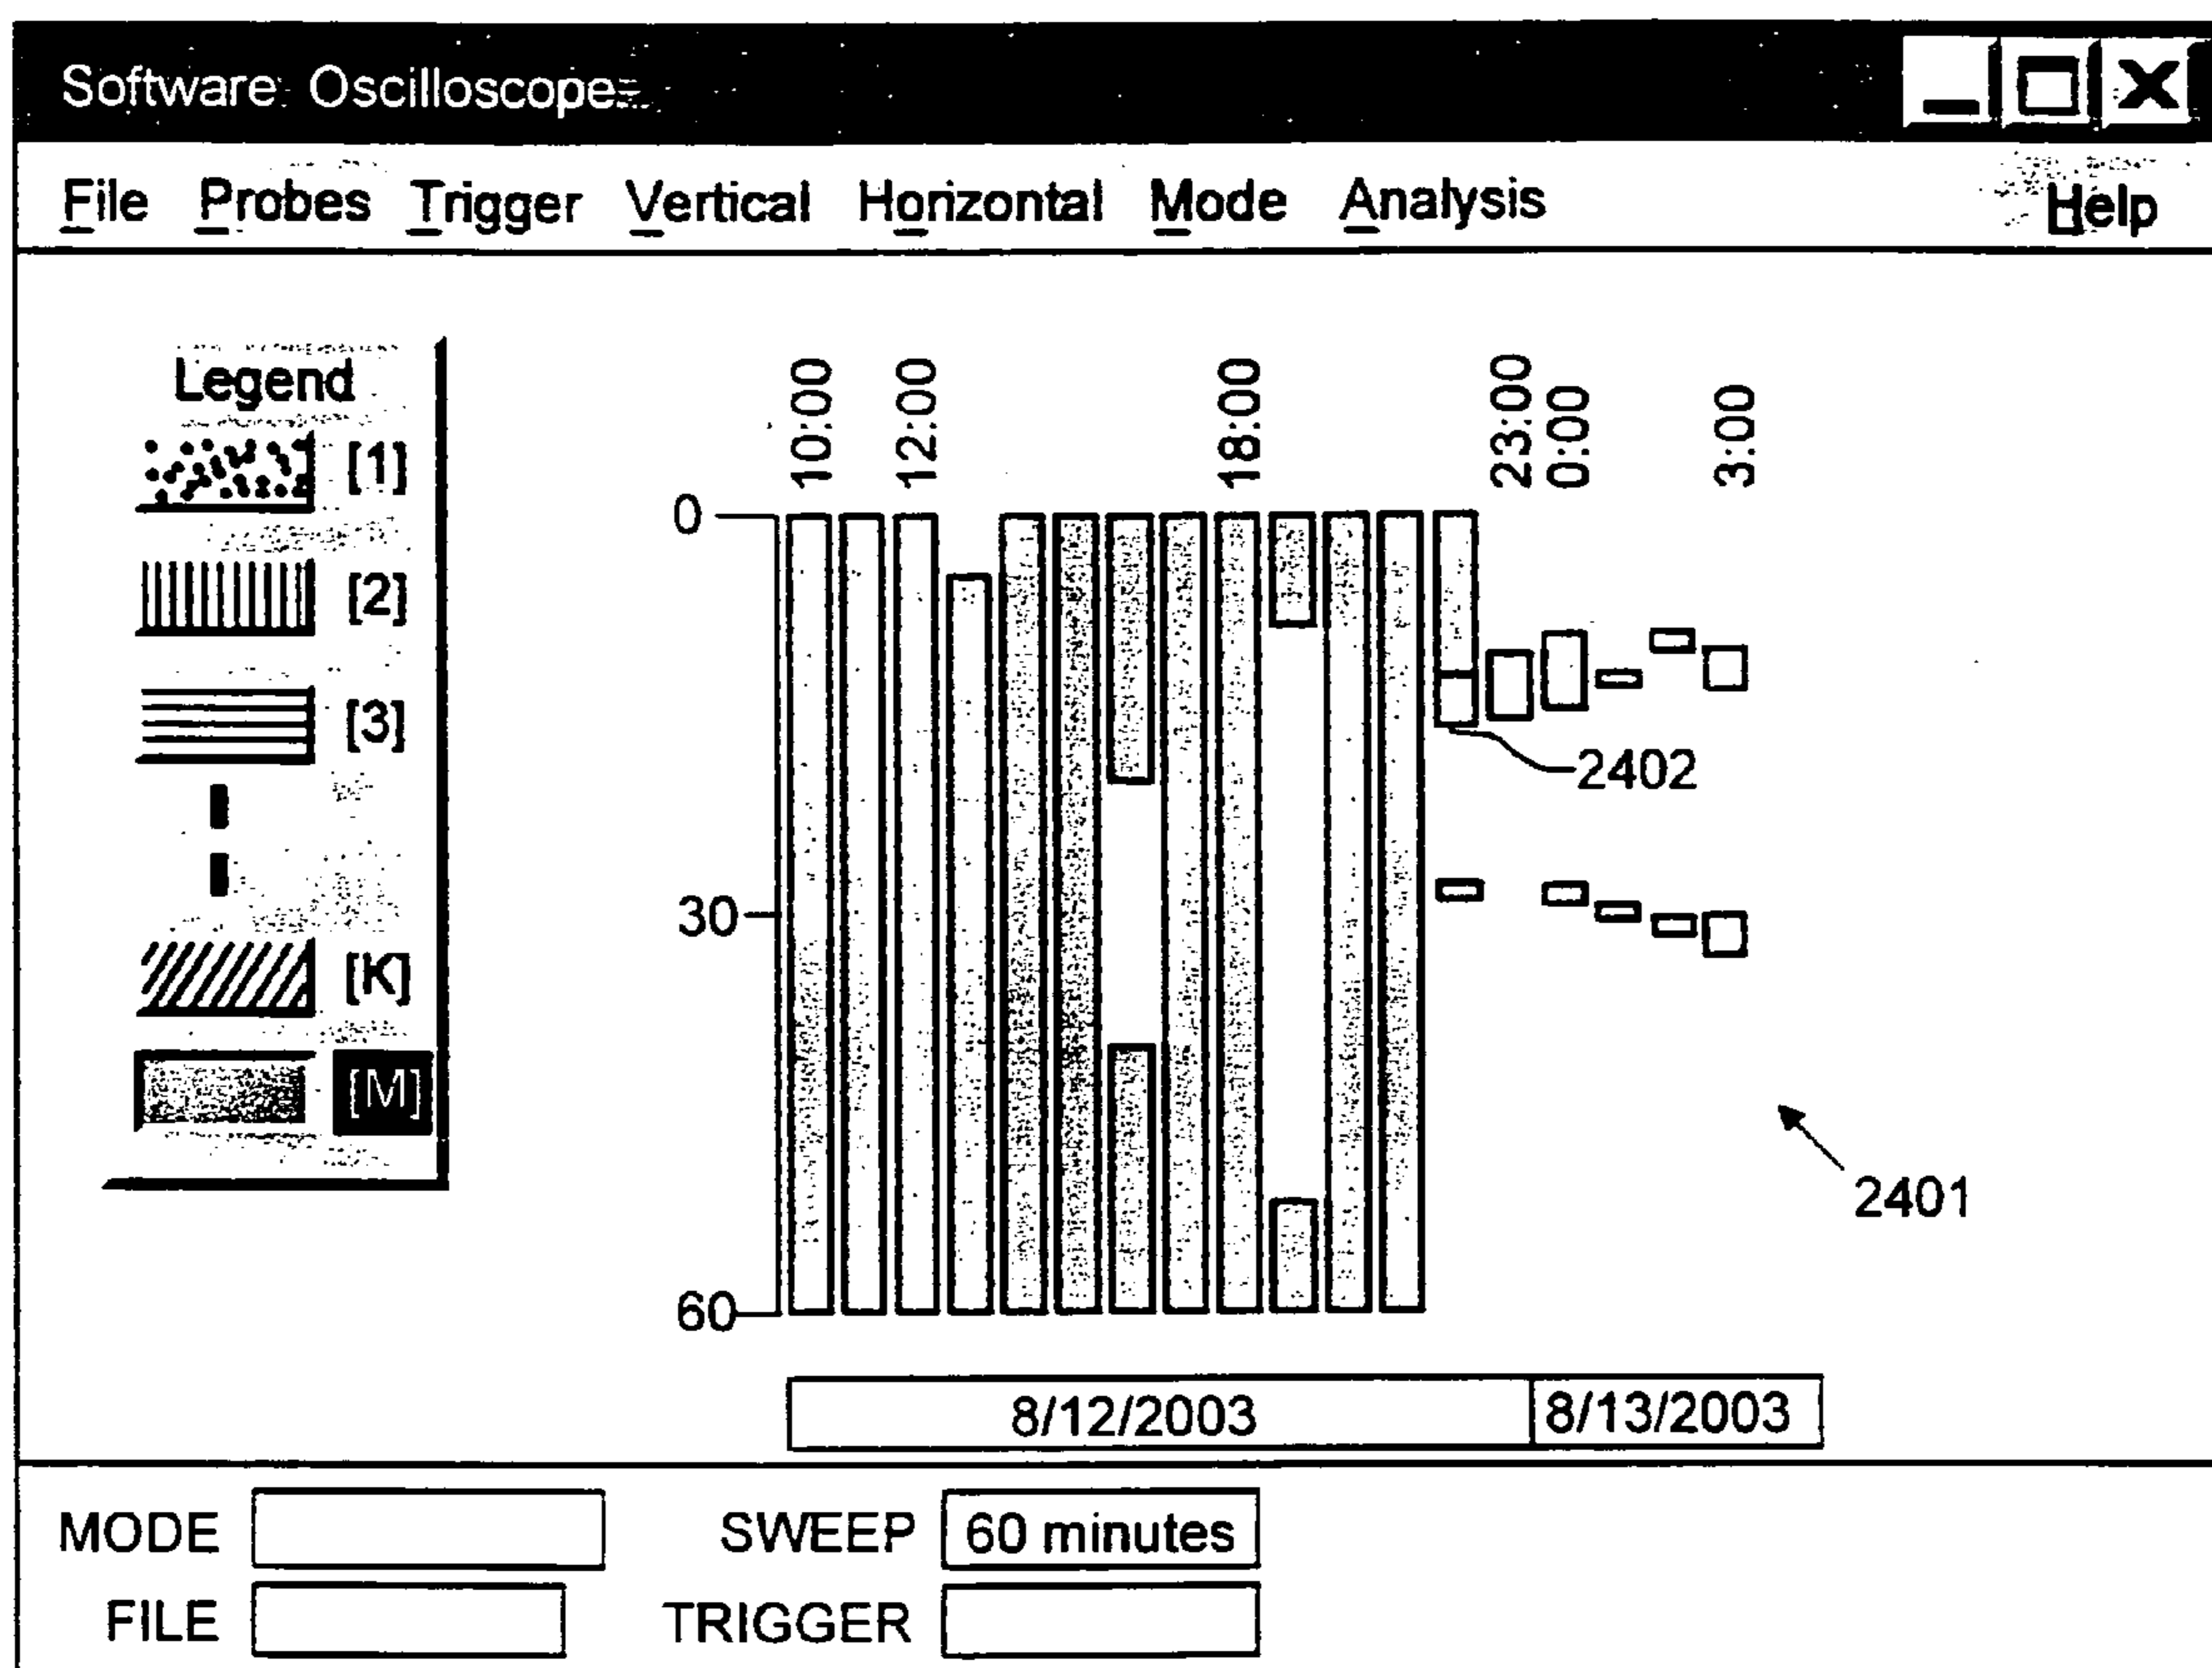 Software Oscilloscope
File Probes Trigger Vertical Horizontal Mode Analysis Help
Legend
[1]
[2]
[3]
[K]
[M]
10:00 12:00 18:00 23:00 0:00 3:00
0
30
60
2402
2401
8/12/2003 8/13/2003
MODE SWEEP 60 minutes
FILE TRIGGER